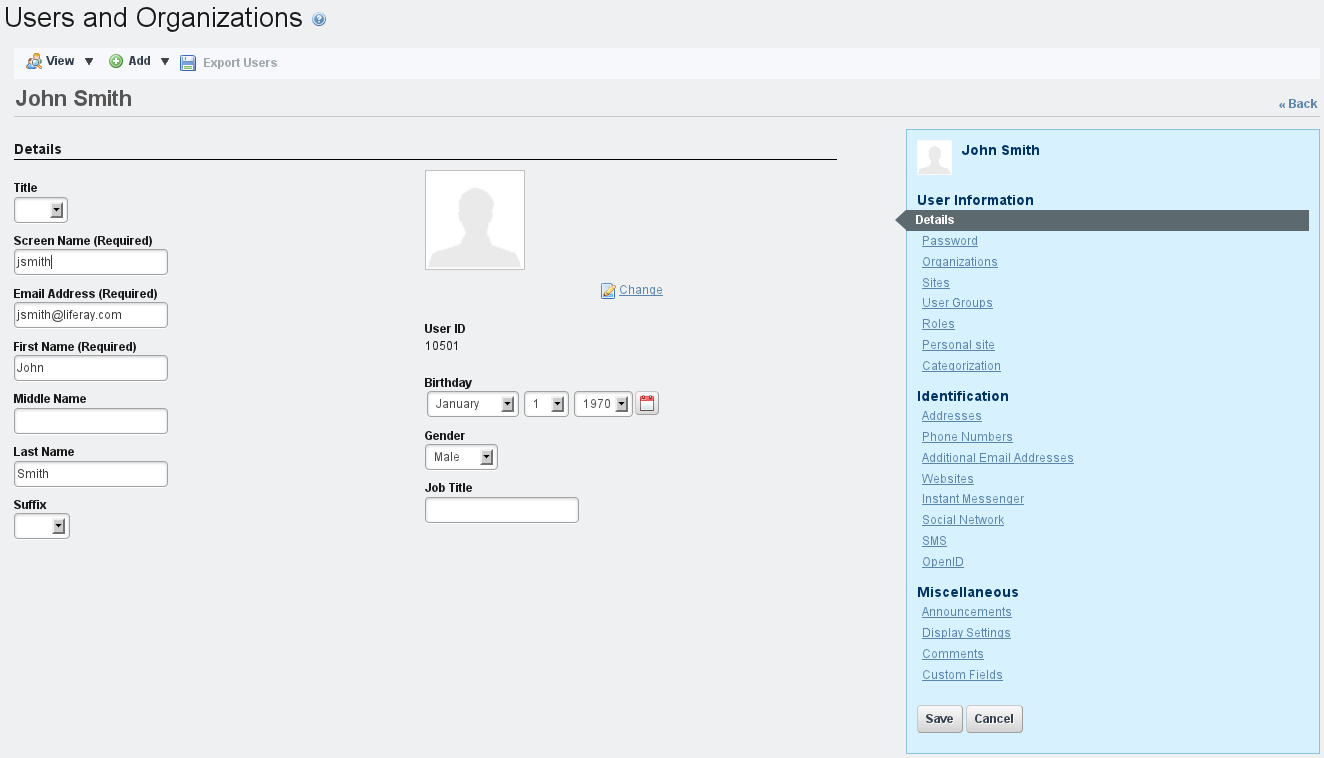 Users and Organizations
View Add Export Users
John Smith
« Back
Details
Title
Screen Name (Required)
jsmith
Email Address (Required)
jsmith@liferay.com
First Name (Required)
John
Middle Name
Last Name
Smith
Suffix
Change
User ID
10501
Birthday
January 1 1970
Gender
Male
Job Title
John Smith
User Information
Details
Password
Organizations
Sites
User Groups
Roles
Personal site
Categorization
Identification
Addresses
Phone Numbers
Additional Email Addresses
Websites
Instant Messenger
Social Network
SMS
OpenID
Miscellaneous
Announcements
Display Settings
Comments
Custom Fields
Save Cancel